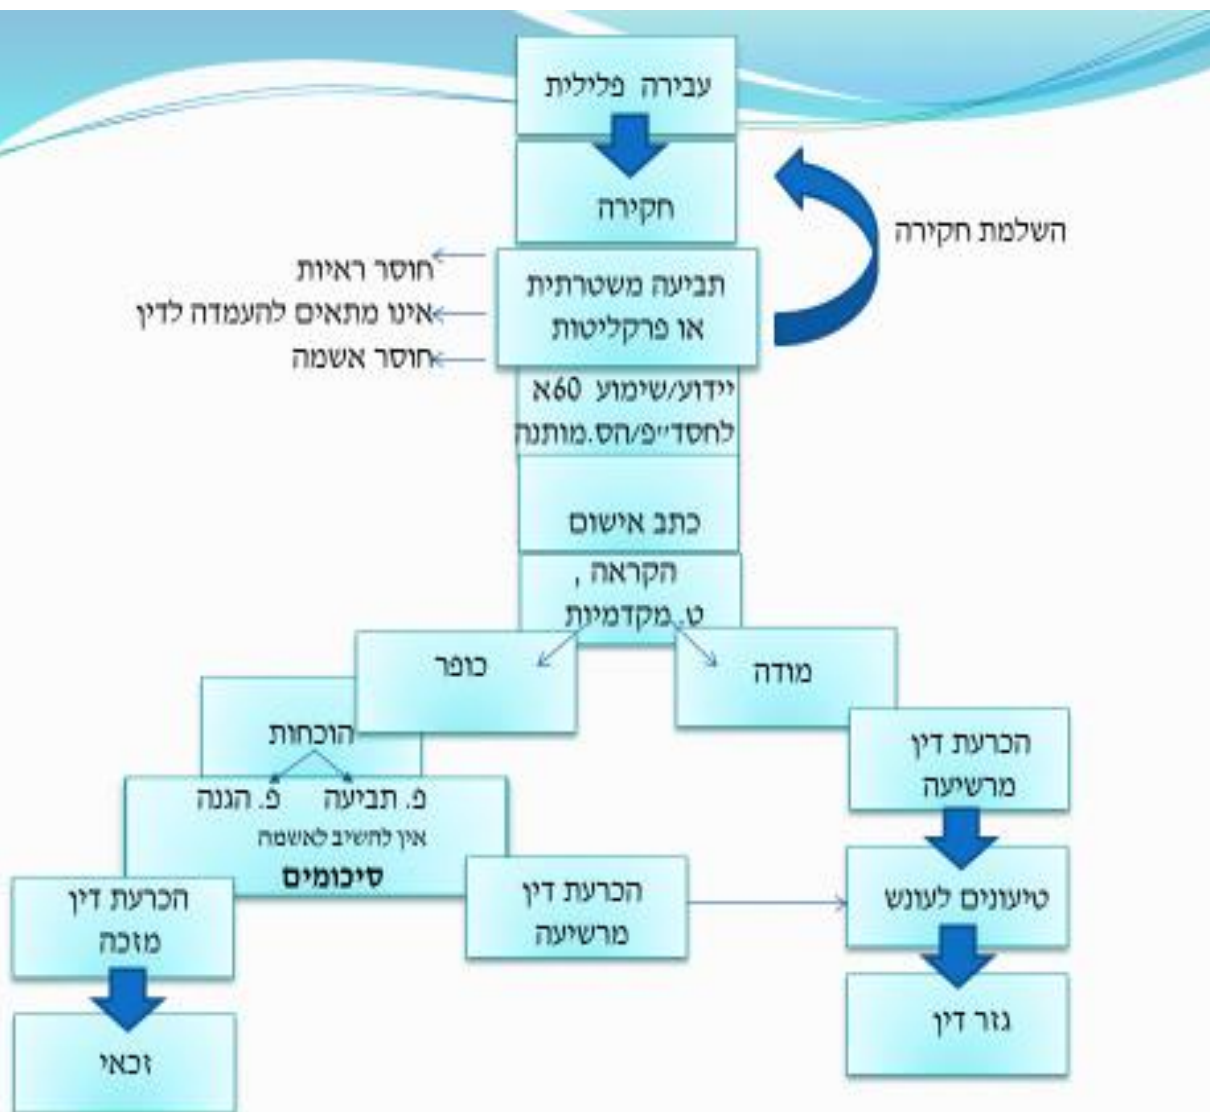 עבירה פלילית
חקירה
השלמת חקירה
תביעה משטרתית
או פרקליטות
חוסר ראיות
אינו מתאים להעמדה לדין
חוסר אשמה
יידוע/שימוע 60א
לחסד"פ/הס.מותנה
כתב אישום
הקראה ,
ט. מקדמיות
מודה
כופר
הוכחות
פ. תביעה פ. הגנה
אין להשיב לאשמה
סיכומים
הכרעת דין
מרשיעה
הכרעת דין
מרשיעה
הכרעת דין
מזכה
טיעונים לעונש
גזר דין
זכאי